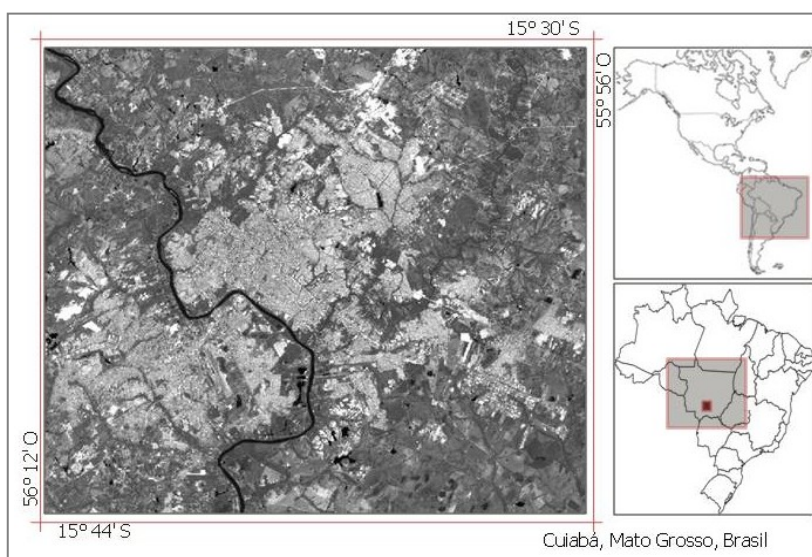 15° 30' S
55° 56' O
56° 12' O
15° 44' S
Cuiabá, Mato Grosso, Brasil